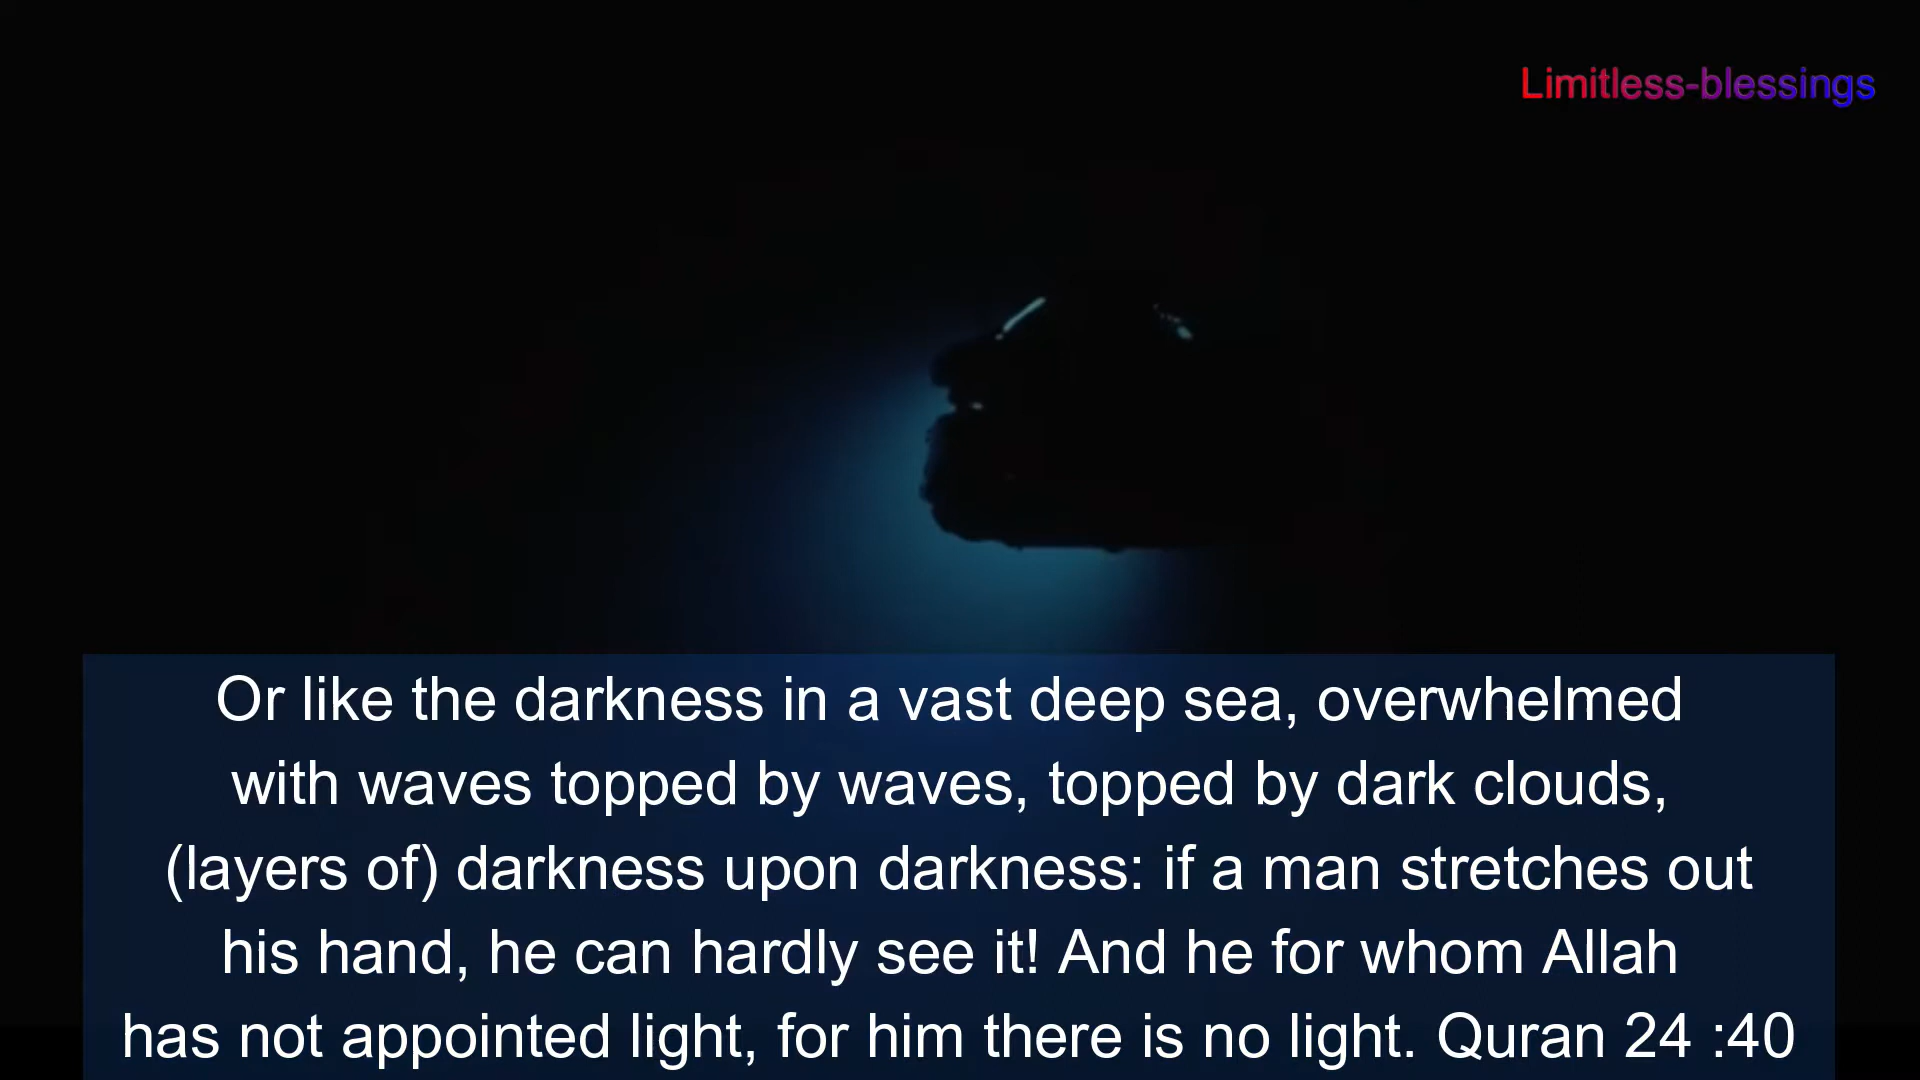 Limitless-blessings
Or like the darkness in a vast deep sea, overwhelmed
with waves topped by waves, topped by dark clouds,
(layers of) darkness upon darkness: if a man stretches out
his hand, he can hardly see it! And he for whom Allah
has not appointed light, for him there is no light. Quran 24 :40